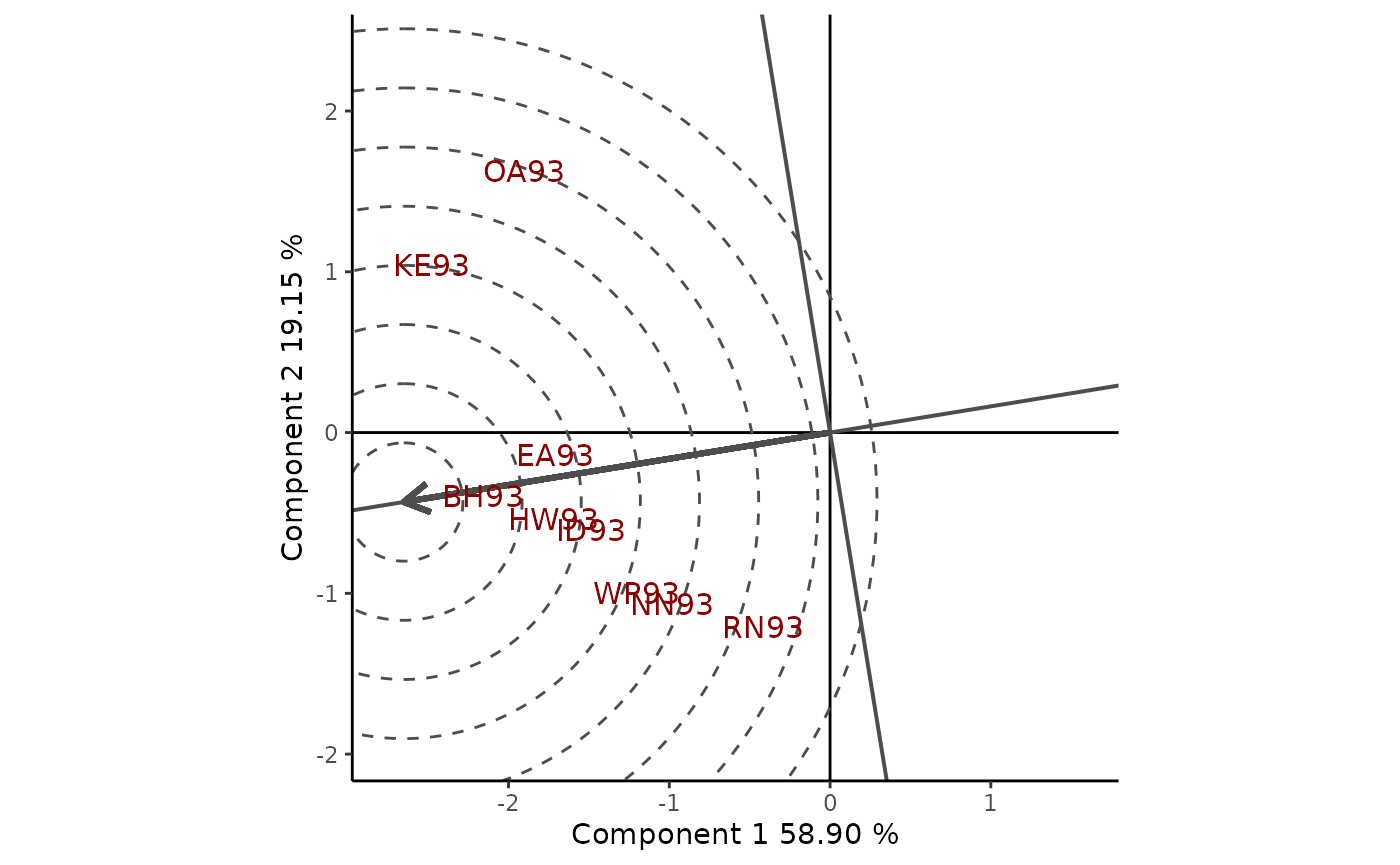 2
1
0
-1
-2
Component 2 19.15 %
OA93
KE93
EA93
BH93
HW93
ID93
WR93
NN93
RN93
-2 -1 0 1
Component 1 58.90 %